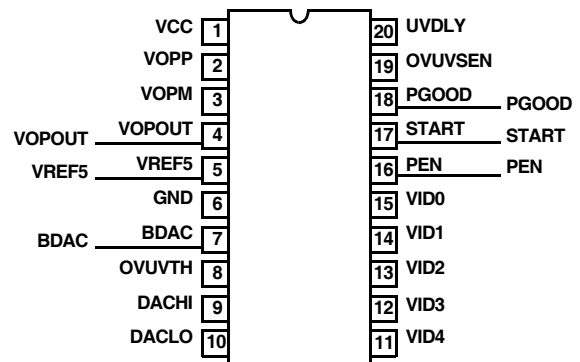 VCC 1 20 UVDLY
VOPP 2 19 OVUVSEN
VOPM 3 18 PGOOD PGOOD
VOPOUT VOPOUT 4 17 START START
VREF5 VREF5 5 16 PEN PEN
GND 6 15 VID0
BDAC BDAC 7 14 VID1
OVUVTH 8 13 VID2
DACHI 9 12 VID3
DACLO 10 11 VID4